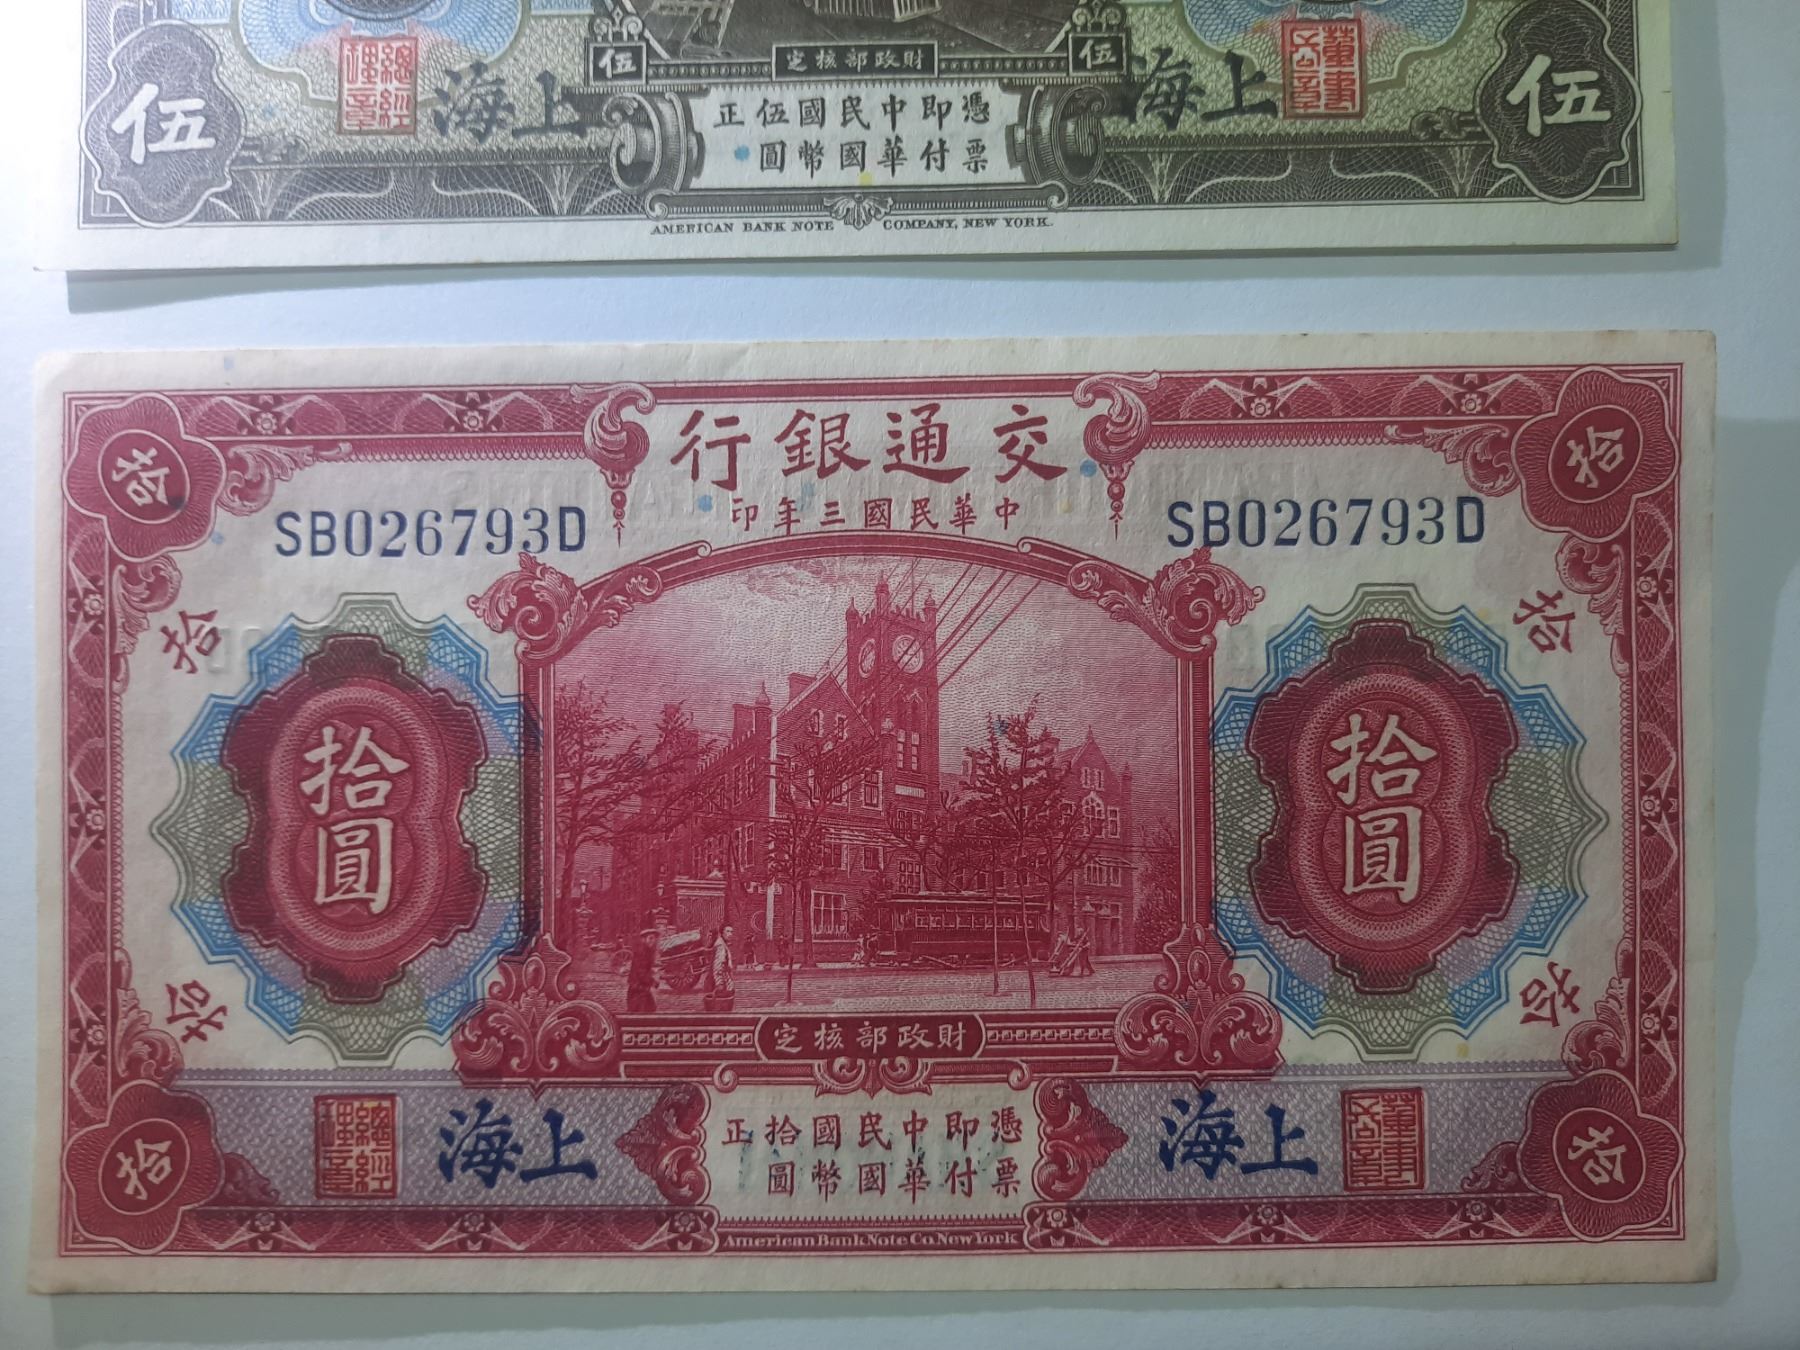 伍 財政部核定 伍
伍
總經理章
上海
憑票即付中華民國國幣伍圓正
上海
董事
伍
AMERICAN BANK NOTE COMPANY, NEW YORK.
拾
交通銀行
拾
中華民國三年印
SB026793D
SB026793D
拾
拾
拾圓
拾圓
拾
拾
財政部核定
總經理章
上海
憑票即付中華民國國幣拾圓正
上海
董事
拾
拾
American Bank Note Co. New York